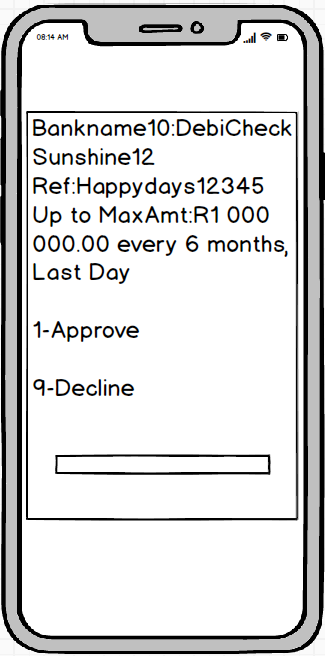 08:14 AM
Bankname10:DebiCheck
Sunshine12
Ref:Happydays12345
Up to MaxAmt:R1 000
000.00 every 6 months,
Last Day
1-Approve
9-Decline